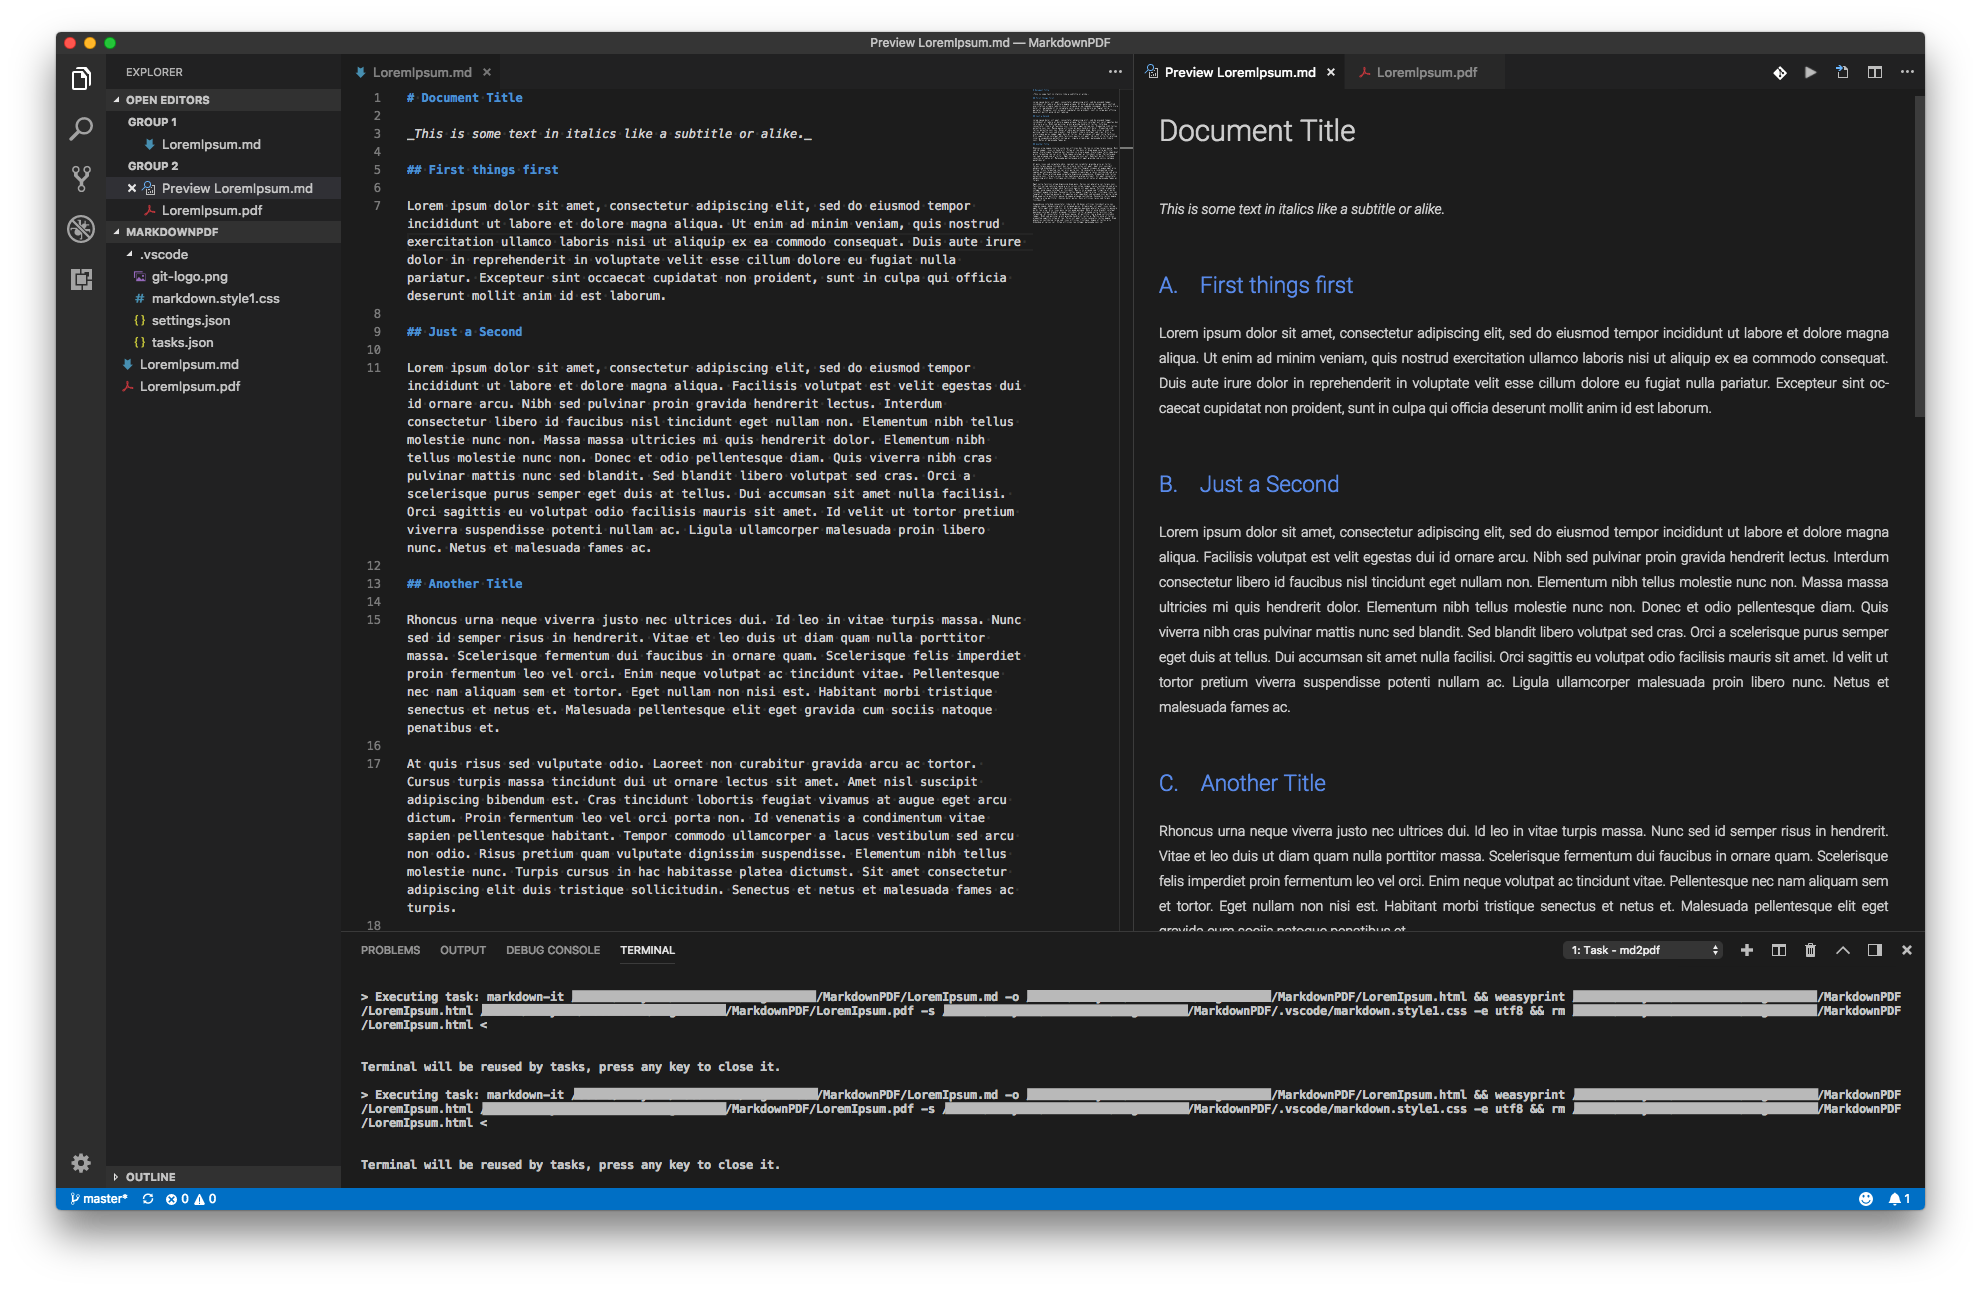 Preview LoremIpsum.md — MarkdownPDF
EXPLORER
OPEN EDITORS
GROUP 1
LoremIpsum.md
GROUP 2
Preview LoremIpsum.md
LoremIpsum.pdf
MARKDOWNPDF
.vscode
git-logo.png
# markdown.style1.css
{} settings.json
{} tasks.json
LoremIpsum.md
LoremIpsum.pdf
OUTLINE
LoremIpsum.md
1 # Document Title
2
3 _This is some text in italics like a subtitle or alike._
4
5 ## First things first
6
7 Lorem ipsum dolor sit amet, consectetur adipiscing elit, sed do eiusmod tempor
incididunt ut labore et dolore magna aliqua. Ut enim ad minim veniam, quis nostrud
exercitation ullamco laboris nisi ut aliquip ex ea commodo consequat. Duis aute irure
dolor in reprehenderit in voluptate velit esse cillum dolore eu fugiat nulla
pariatur. Excepteur sint occaecat cupidatat non proident, sunt in culpa qui officia
deserunt mollit anim id est laborum.
8
9 ## Just a Second
10
11 Lorem ipsum dolor sit amet, consectetur adipiscing elit, sed do eiusmod tempor
incididunt ut labore et dolore magna aliqua. Facilisis volutpat est velit egestas dui
id ornare arcu. Nibh sed pulvinar proin gravida hendrerit lectus. Interdum
consectetur libero id faucibus nisl tincidunt eget nullam non. Elementum nibh tellus
molestie nunc non. Massa massa ultricies mi quis hendrerit dolor. Elementum nibh
tellus molestie nunc non. Donec et odio pellentesque diam. Quis viverra nibh cras
pulvinar mattis nunc sed blandit. Sed blandit libero volutpat sed cras. Orci a
scelerisque purus semper eget duis at tellus. Dui accumsan sit amet nulla facilisi.
Orci sagittis eu volutpat odio facilisis mauris sit amet. Id velit ut tortor pretium
viverra suspendisse potenti nullam ac. Ligula ullamcorper malesuada proin libero
nunc. Netus et malesuada fames ac.
12
13 ## Another Title
14
15 Rhoncus urna neque viverra justo nec ultrices dui. Id leo in vitae turpis massa. Nunc
sed id semper risus in hendrerit. Vitae et leo duis ut diam quam nulla porttitor
massa. Scelerisque fermentum dui faucibus in ornare quam. Scelerisque felis imperdiet
proin fermentum leo vel orci. Enim neque volutpat ac tincidunt vitae. Pellentesque
nec nam aliquam sem et tortor. Eget nullam non nisi est. Habitant morbi tristique
senectus et netus et. Malesuada pellentesque elit eget gravida cum sociis natoque
penatibus et.
16
17 At quis risus sed vulputate odio. Laoreet non curabitur gravida arcu ac tortor.
Cursus turpis massa tincidunt dui ut ornare lectus sit amet. Amet nisl suscipit
adipiscing bibendum est. Cras tincidunt lobortis feugiat vivamus at augue eget arcu
dictum. Proin fermentum leo vel orci porta non. Id venenatis a condimentum vitae
sapien pellentesque habitant. Tempor commodo ullamcorper a lacus vestibulum sed arcu
non odio. Risus pretium quam vulputate dignissim suspendisse. Elementum nibh tellus
molestie nunc. Turpis cursus in hac habitasse platea dictumst. Sit amet consectetur
adipiscing elit duis tristique sollicitudin. Senectus et netus et malesuada fames ac
turpis.
18
Preview LoremIpsum.md
LoremIpsum.pdf
Document Title
This is some text in italics like a subtitle or alike.
A. First things first
Lorem ipsum dolor sit amet, consectetur adipiscing elit, sed do eiusmod tempor incididunt ut labore et dolore magna
aliqua. Ut enim ad minim veniam, quis nostrud exercitation ullamco laboris nisi ut aliquip ex ea commodo consequat.
Duis aute irure dolor in reprehenderit in voluptate velit esse cillum dolore eu fugiat nulla pariatur. Excepteur sint oc-
caecat cupidatat non proident, sunt in culpa qui officia deserunt mollit anim id est laborum.
B. Just a Second
Lorem ipsum dolor sit amet, consectetur adipiscing elit, sed do eiusmod tempor incididunt ut labore et dolore magna
aliqua. Facilisis volutpat est velit egestas dui id ornare arcu. Nibh sed pulvinar proin gravida hendrerit lectus. Interdum
consectetur libero id faucibus nisl tincidunt eget nullam non. Elementum nibh tellus molestie nunc non. Massa massa
ultricies mi quis hendrerit dolor. Elementum nibh tellus molestie nunc non. Donec et odio pellentesque diam. Quis
viverra nibh cras pulvinar mattis nunc sed blandit. Sed blandit libero volutpat sed cras. Orci a scelerisque purus semper
eget duis at tellus. Dui accumsan sit amet nulla facilisi. Orci sagittis eu volutpat odio facilisis mauris sit amet. Id velit ut
tortor pretium viverra suspendisse potenti nullam ac. Ligula ullamcorper malesuada proin libero nunc. Netus et
malesuada fames ac.
C. Another Title
Rhoncus urna neque viverra justo nec ultrices dui. Id leo in vitae turpis massa. Nunc sed id semper risus in hendrerit.
Vitae et leo duis ut diam quam nulla porttitor massa. Scelerisque fermentum dui faucibus in ornare quam. Scelerisque
felis imperdiet proin fermentum leo vel orci. Enim neque volutpat ac tincidunt vitae. Pellentesque nec nam aliquam sem
et tortor. Eget nullam non nisi est. Habitant morbi tristique senectus et netus et. Malesuada pellentesque elit eget
gravida cum sociis natoque penatibus et.
PROBLEMS OUTPUT DEBUG CONSOLE TERMINAL
1: Task - md2pdf
> Executing task: markdown-it /MarkdownPDF/LoremIpsum.md -o /MarkdownPDF/LoremIpsum.html && weasyprint /MarkdownPDF
/LoremIpsum.html /MarkdownPDF/LoremIpsum.pdf -s /MarkdownPDF/.vscode/markdown.style1.css -e utf8 && rm /MarkdownPDF
/LoremIpsum.html <
Terminal will be reused by tasks, press any key to close it.
> Executing task: markdown-it /MarkdownPDF/LoremIpsum.md -o /MarkdownPDF/LoremIpsum.html && weasyprint /MarkdownPDF
/LoremIpsum.html /MarkdownPDF/LoremIpsum.pdf -s /MarkdownPDF/.vscode/markdown.style1.css -e utf8 && rm /MarkdownPDF
/LoremIpsum.html <
Terminal will be reused by tasks, press any key to close it.
master* 0 0
1